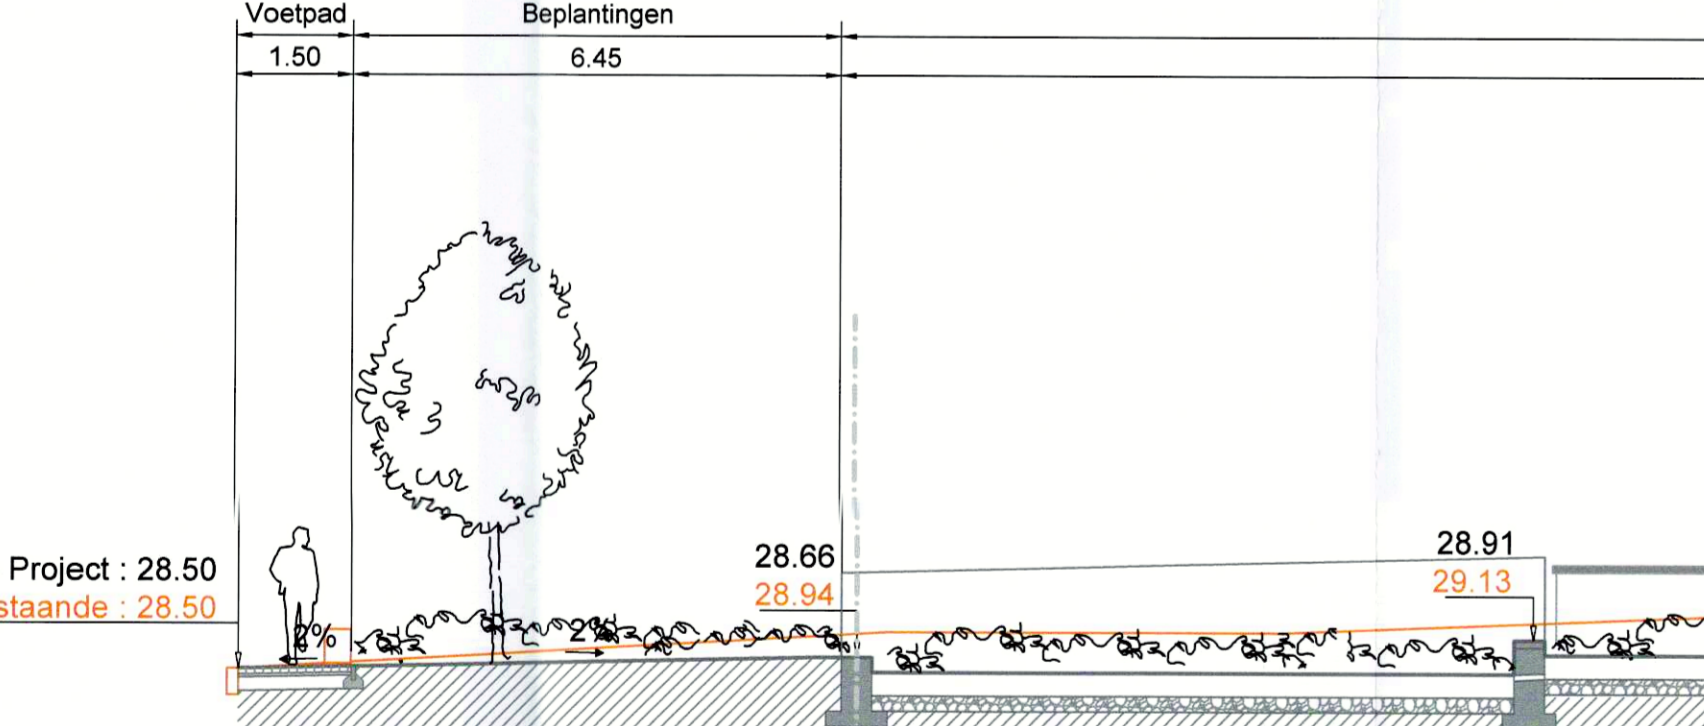 Voetpad
Beplantingen
1.50
6.45
28.66
28.94
28.91
29.13
Project : 28.50
staande : 28.50
2%
2%